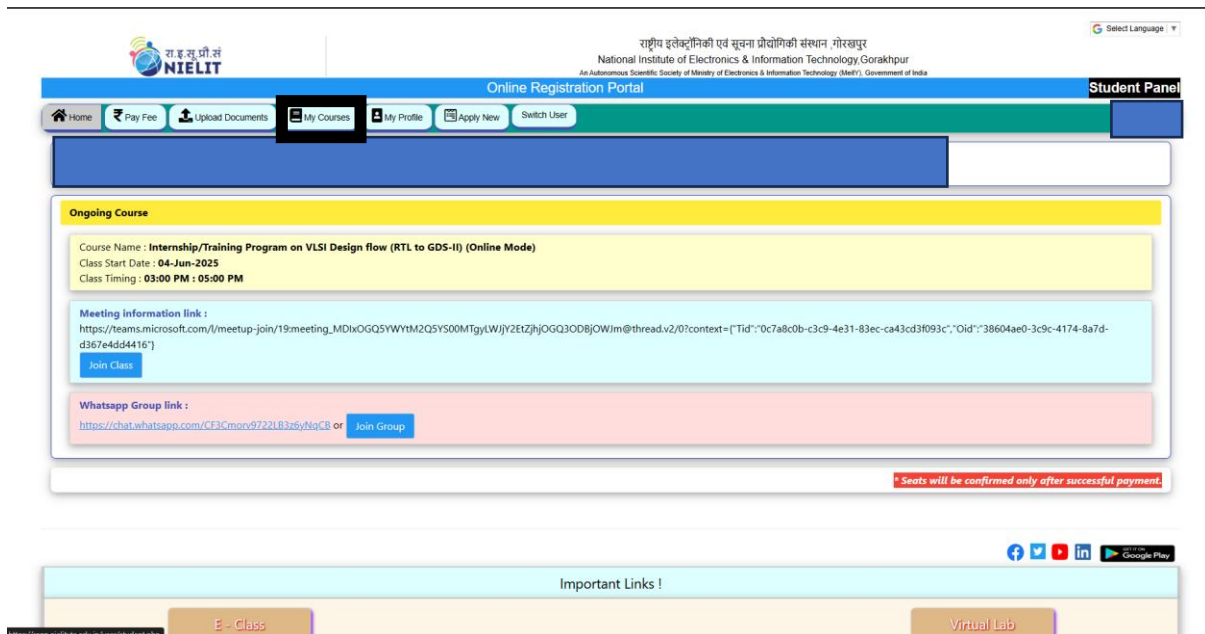 Select Language ▼
रा.इ.सू.प्रौ.सं
NIELIT
राष्ट्रीय इलेक्ट्रॉनिकी एवं सूचना प्रौद्योगिकी संस्थान ,गोरखपुर
National Institute of Electronics & Information Technology,Gorakhpur
An Autonomous Scientific Society of Ministry of Electronics & Information Technology (MeitY), Government of India
Online Registration Portal
Student Panel
Home
₹ Pay Fee
Upload Documents
My Courses
My Profile
Apply New
Switch User
Ongoing Course
Course Name : Internship/Training Program on VLSI Design flow (RTL to GDS-II) (Online Mode)
Class Start Date : 04-Jun-2025
Class Timing : 03:00 PM : 05:00 PM
Meeting information link :
https://teams.microsoft.com/l/meetup-join/19:meeting_MDIxOGQ5YWYtM2Q5YS00MTgyLWJjY2EtZjhjOGQ3ODBjOWJm@thread.v2/0?context={"Tid":"0c7a8c0b-c3c9-4e31-83ec-ca43cd3f093c","Oid":"38604ae0-3c9c-4174-8a7d-
d367e4dd4416"}
Join Class
Whatsapp Group link :
https://chat.whatsapp.com/CF3Cmorv9722LB3z6yNqCB or Join Group
* Seats will be confirmed only after successful payment.
GET IT ON
Google Play
Important Links !
E - Class
Virtual Lab